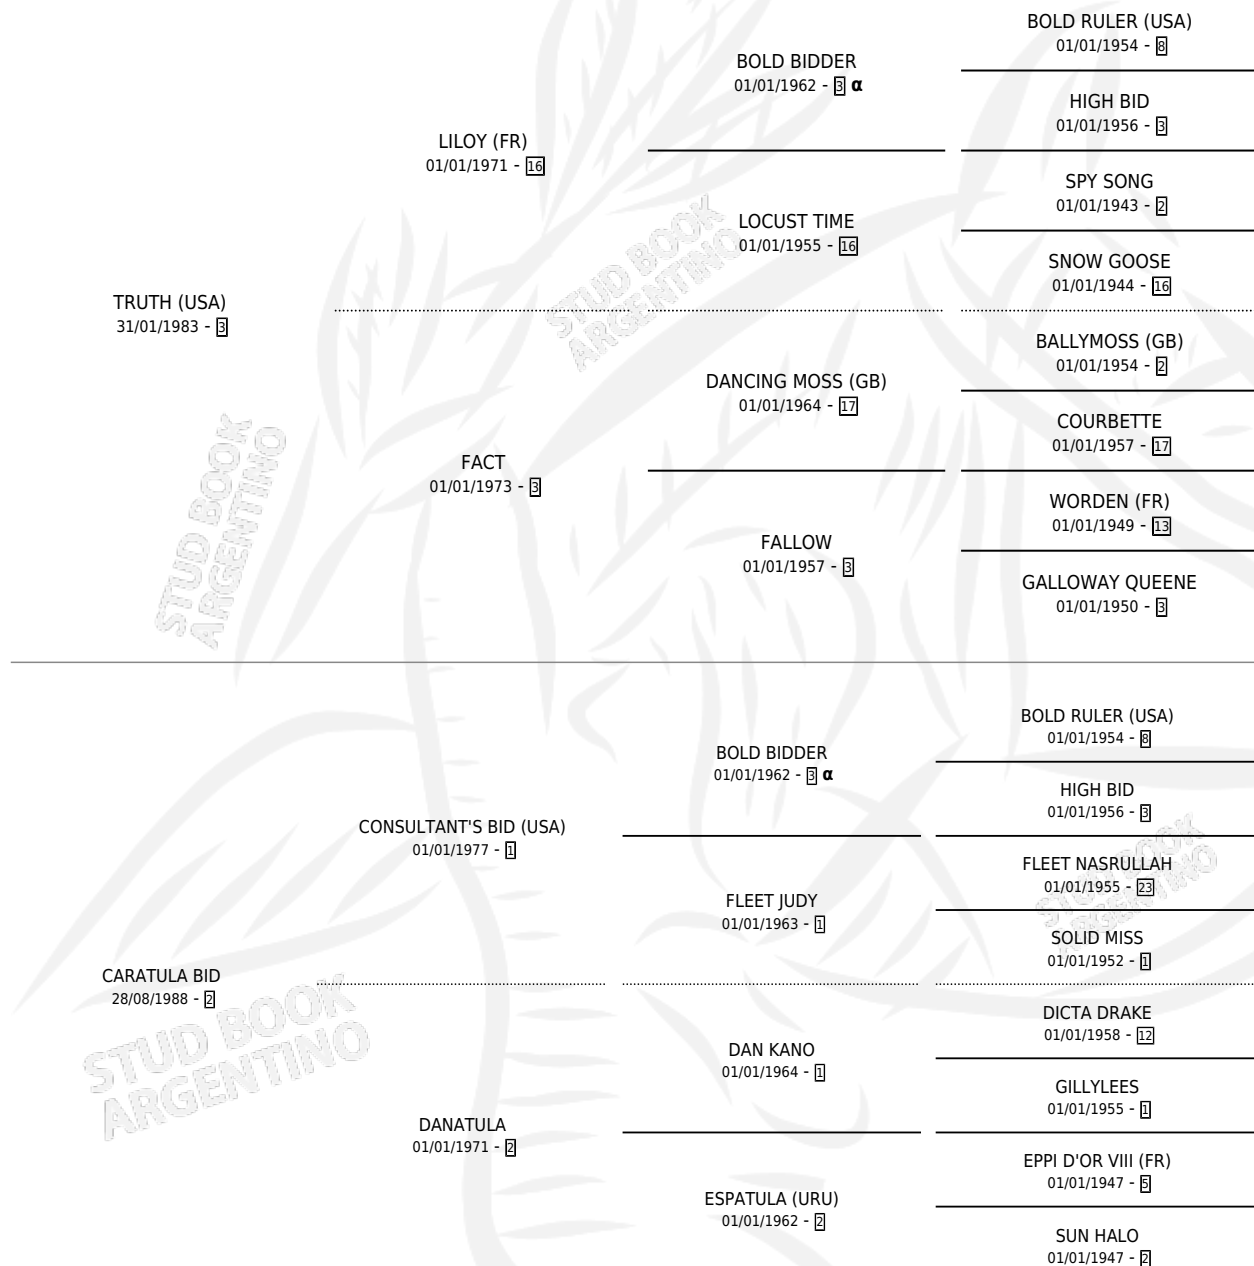 BOLD RULER (USA)
01/01/1954 - 8
BOLD BIDDER
01/01/1962 - 3 α
HIGH BID
01/01/1956 - 3
LILOY (FR)
01/01/1971 - 16
SPY SONG
01/01/1943 - 2
LOCUST TIME
01/01/1955 - 16
SNOW GOOSE
01/01/1944 - 16
TRUTH (USA)
31/01/1983 - 3
STUD BOOK
ARGENTINO
BALLYMOSS (GB)
01/01/1954 - 2
DANCING MOSS (GB)
01/01/1964 - 17
COURBETTE
01/01/1957 - 17
FACT
01/01/1973 - 3
WORDEN (FR)
01/01/1949 - 13
FALLOW
01/01/1957 - 3
GALLOWAY QUEENE
01/01/1950 - 3
STUD BOOK
ARGENTINO
BOLD RULER (USA)
01/01/1954 - 8
BOLD BIDDER
01/01/1962 - 3 α
HIGH BID
01/01/1956 - 3
CONSULTANT'S BID (USA)
01/01/1977 - 1
FLEET NASRULLAH
01/01/1955 - 23
STUD BOOK
ARGENTINO
FLEET JUDY
01/01/1963 - 1
SOLID MISS
01/01/1952 - 1
CARATULA BID
28/08/1988 - 2
STUD BOOK
ARGENTINO
DICTA DRAKE
01/01/1958 - 12
DAN KANO
01/01/1964 - 1
GILLYLEES
01/01/1955 - 1
DANATULA
01/01/1971 - 2
EPPI D'OR VIII (FR)
01/01/1947 - 5
ESPATULA (URU)
01/01/1962 - 2
SUN HALO
01/01/1947 - 2